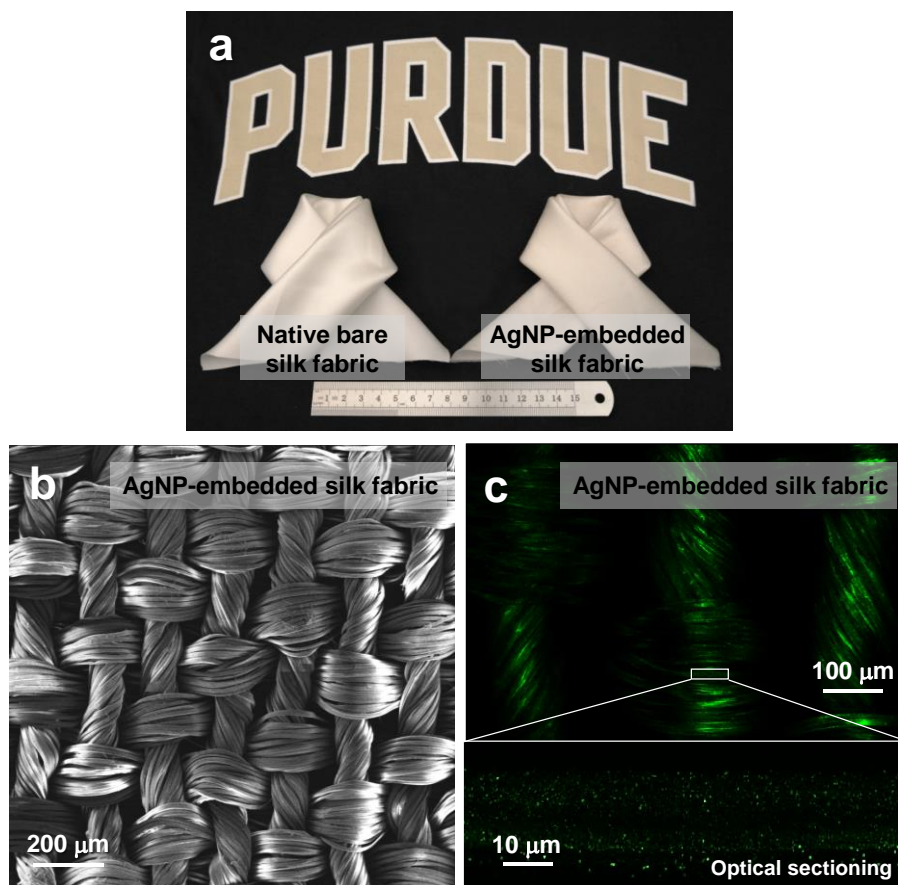 a
PURDUE
Native bare
silk fabric
AgNP-embedded
silk fabric
1 2 3 4 5 6 7 8 9 10 11 12 13 14 15
b
AgNP-embedded silk fabric
200 μm
c
AgNP-embedded silk fabric
100 μm
10 μm
Optical sectioning